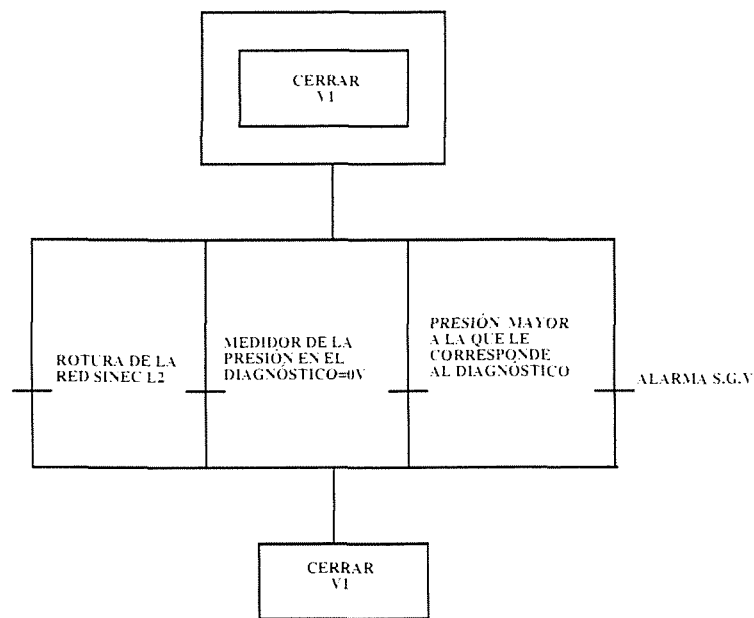 CERRAR
V1
ROTURA DE LA
RED SINEC L2
MEDIDOR DE LA
PRESIÓN EN EL
DIAGNÓSTICO=0V
PRESIÓN MAYOR
A LA QUE LE
CORRESPONDE
AL DIAGNÓSTICO
ALARMA S.G.V
CERRAR
V1